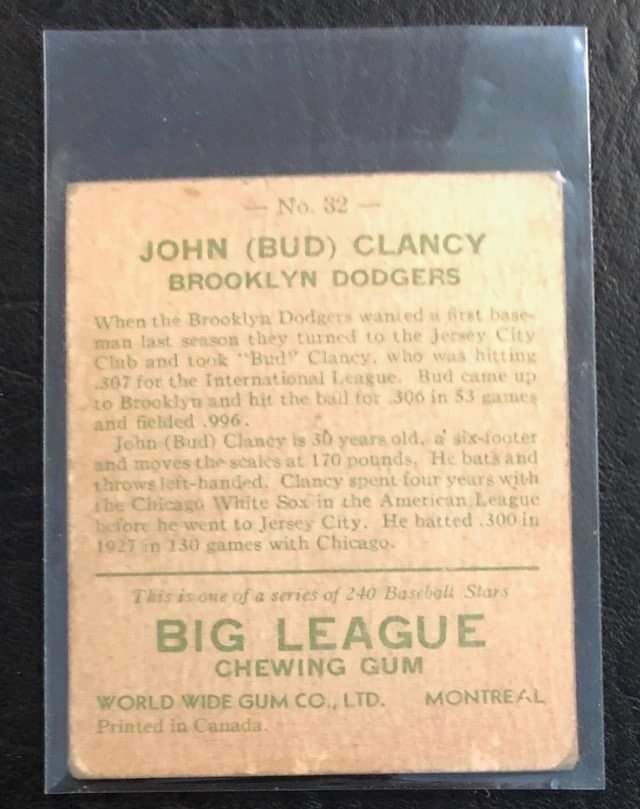 — No. 32 —
JOHN (BUD) CLANCY
BROOKLYN DODGERS
When the Brooklyn Dodgers wanted a first base-
man last season they turned to the Jersey City
Club and took "Bud" Clancy, who was hitting
.307 for the International League. Bud came up
to Brooklyn and hit the ball for .306 in 53 games
and fielded .996.
John (Bud) Clancy is 30 years old, a six-footer
and moves the scales at 170 pounds. He bats and
throws left-handed. Clancy spent four years with
the Chicago White Sox in the American League
before he went to Jersey City. He batted .300 in
1927 in 130 games with Chicago.
This is one of a series of 240 Baseball Stars
BIG LEAGUE
CHEWING GUM
WORLD WIDE GUM CO., LTD. MONTREAL
Printed in Canada.